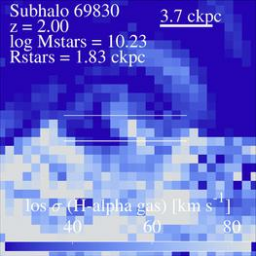 Subhalo 69830
3.7 ckpc
z = 2.00
log Mstars = 10.23
Rstars = 1.83 ckpc
los σ (H-alpha gas) [km s⁻¹]
40 60 80